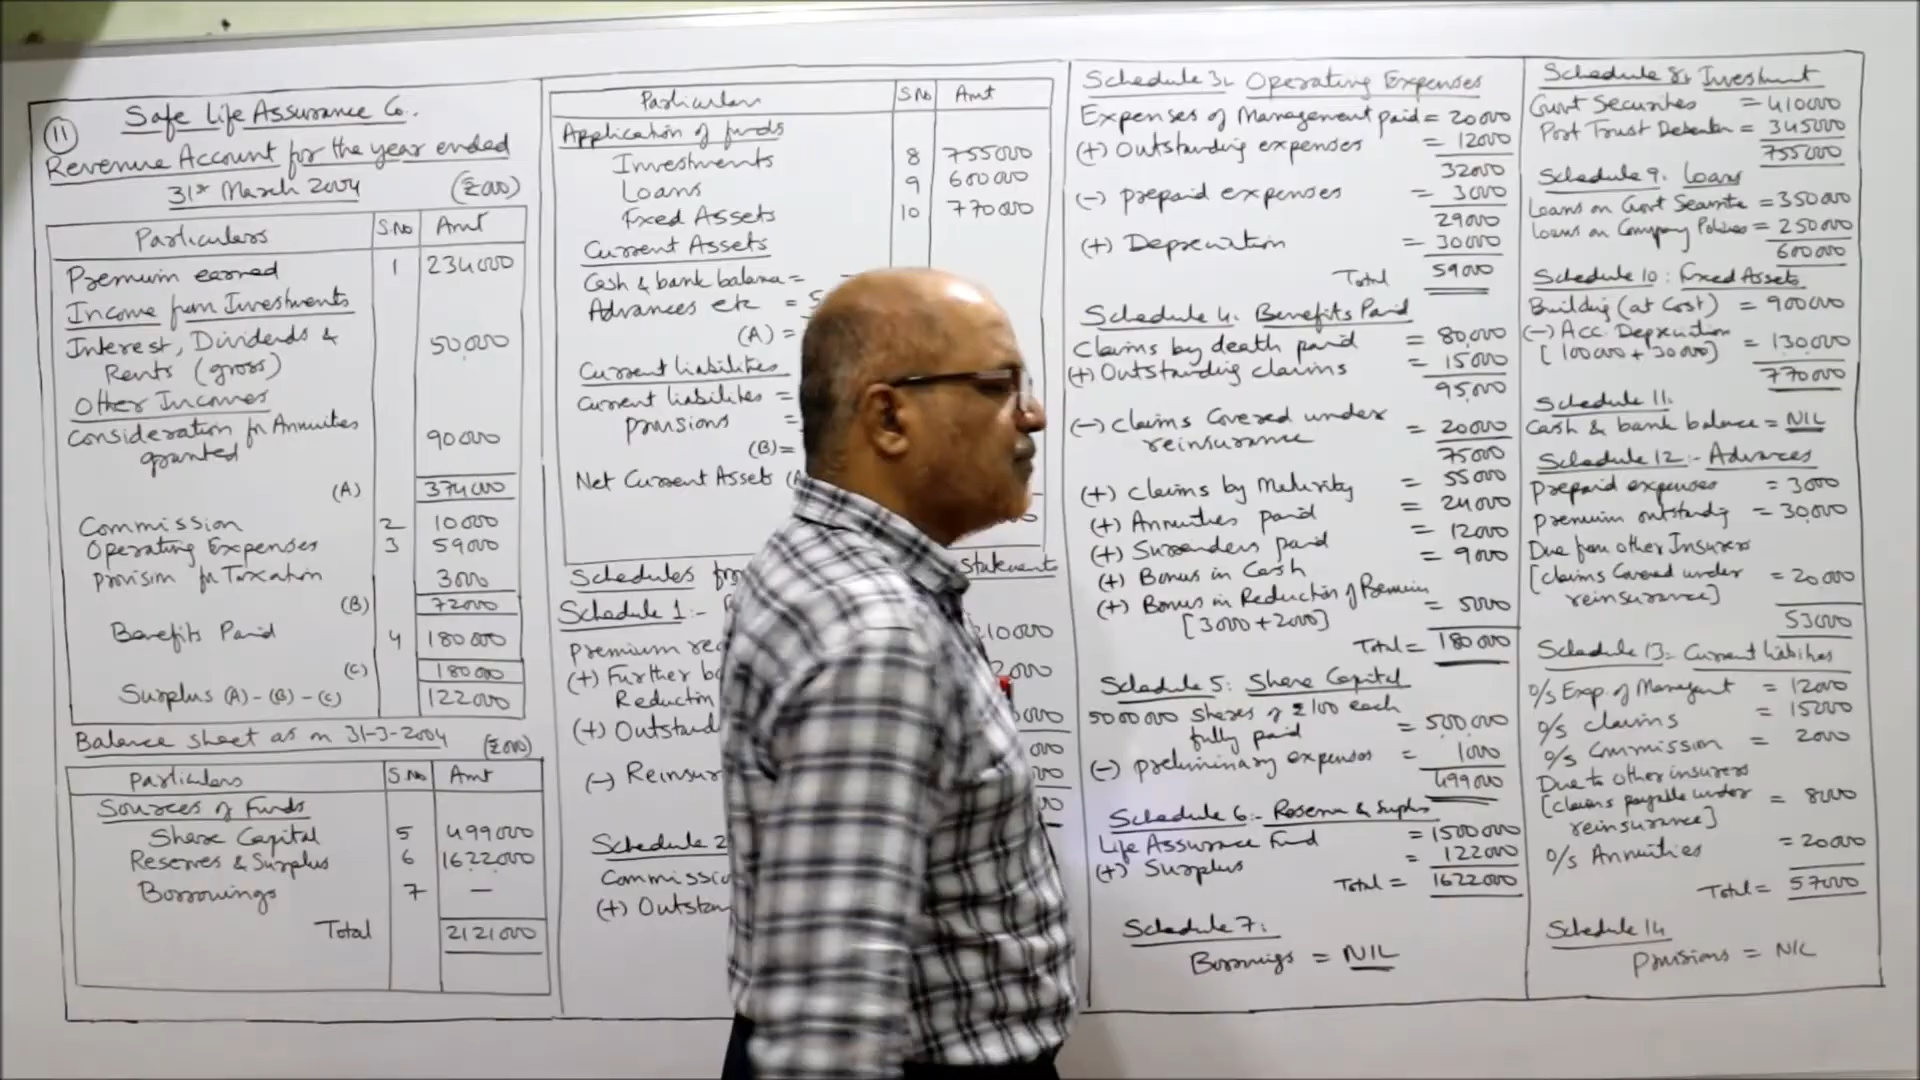 11
Safe Life Assurance Co..
Revenue Account for the year ended
31st March 2004 (₹000)
Particulars S.No Amt
Premium earned 1 234000
Income from Investments
Interest, Dividends & 50,000
Rents (gross)
Other Incomes
Consideration for Annuities 90000
granted
(A) 374000
Commission 2 10000
Operating Expenses 3 59000
Provision for Taxation 3000
(B) 72000
Benefits Paid 4 180000
(C) 180000
Surplus (A)-(B)-(C) 122000
Balance sheet as on 31-3-2004 (₹000)
Particulars S.No Amt
Sources of Funds
Share Capital 5 499000
Reserves & Surplus 6 1622000
Borrowings 7 —
Total 2121000
Particulars SNo Amt
Application of funds
Investments 8 755000
Loans 9 600000
Fixed Assets 10 770000
Current Assets
Cash & bank balance =
Advances etc =
(A) =
Current liabilities
Current liabilities =
provisions =
(B)=
Net Current Assets
Schedules Statements
Schedule 1:-
Premium
(+) Further
Reduction
(+)
(-)
Schedule 2
(+)
Schedule 3: Operating Expenses
Expenses of Management paid = 20000
(+) Outstanding expenses = 12000
32000
(-) prepaid expenses = 3000
29000
(+) Depreciation = 30000
Total 59000
Schedule 4: Benefits Paid
Claims by death paid = 80,000
(+) Outstanding claims = 15000
95000
(-) Claims Covered under
reinsurance = 20000
75000
(+) Claims by Maturity = 55000
(+) Annuities paid = 24000
(+) Surrenders paid = 12000
(+) Bonus in Cash = 9000
(+) Bonus in Reduction of Premium
[3000+2000] = 5000
Total = 180000
Schedule 5: Share Capital
5000000 shares of ₹100 each
fully paid = 500,000
(-) preliminary expenses = 1000
499000
Schedule 6:- Reserve & Surplus
Life Assurance Fund = 1500000
(+) Surplus = 122000
Total = 1622000
Schedule 7:
Borrowings = NIL
Schedule 8: Investment
Govt Securities = 410000
Port Trust Debenture = 345000
755000
Schedule 9: Loans
Loans on Govt Securities = 350000
Loans on Company Policies = 250000
600000
Schedule 10: Fixed Assets
Building (at Cost) = 900000
(-) Acc. Depreciation
[100000+30000] = 130,000
770000
Schedule 11:
Cash & bank balance = NIL
Schedule 12:- Advances
Prepaid expenses = 3000
premium outstanding = 30,000
Due from other Insurers
[claims Covered under = 20000
reinsurance]
53000
Schedule 13:- Current liabilities
O/s Exp. of Managemt = 12000
O/s claims = 15000
O/s Commission = 2000
Due to other insurers
[claims payable under = 8000
reinsurance]
O/s Annuities = 20000
Total = 57000
Schedule 14
Provisions = NIL